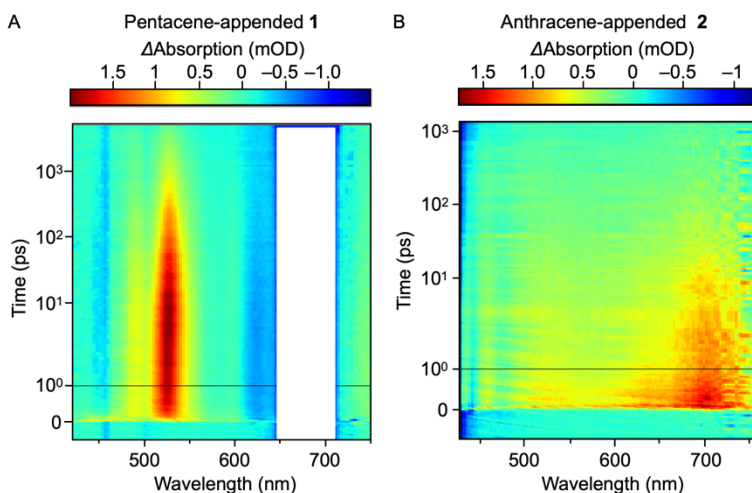 A
Pentacene-appended 1
ΔAbsorption (mOD)
1.5 1 0.5 0 −0.5 −1.0
Time (ps)
10³
10²
10¹
10⁰
0
500 600 700
Wavelength (nm)
B
Anthracene-appended 2
ΔAbsorption (mOD)
1.5 1.0 0.5 0 −0.5 −1
Time (ps)
10³
10²
10¹
10⁰
0
500 600 700
Wavelength (nm)